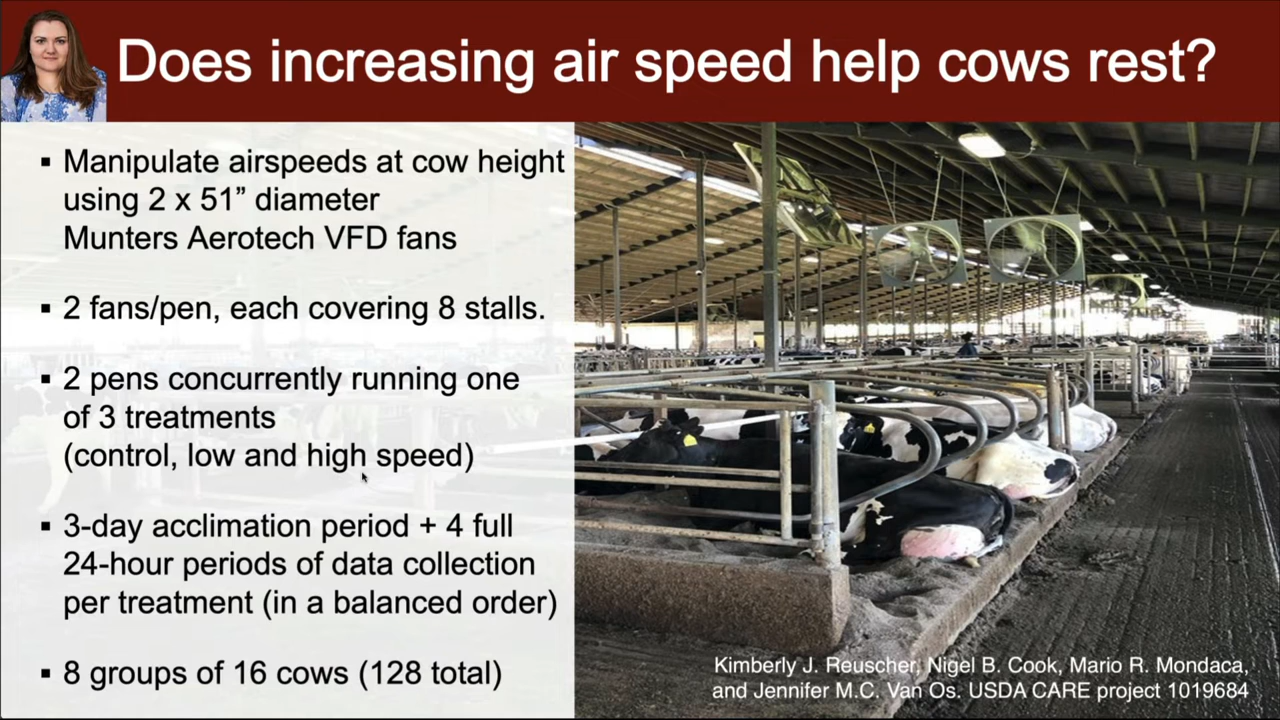 Does increasing air speed help cows rest?
▪ Manipulate airspeeds at cow height
using 2 x 51” diameter
Munters Aerotech VFD fans
▪ 2 fans/pen, each covering 8 stalls.
▪ 2 pens concurrently running one
of 3 treatments
(control, low and high speed)
▪ 3-day acclimation period + 4 full
24-hour periods of data collection
per treatment (in a balanced order)
▪ 8 groups of 16 cows (128 total)
Kimberly J. Reuscher, Nigel B. Cook, Mario R. Mondaca,
and Jennifer M.C. Van Os. USDA CARE project 1019684